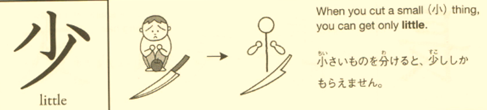 少
little
When you cut a small (小) thing,
you can get only little.
小さいものを分けると、少ししか
もらえません。
ちい わ すこ